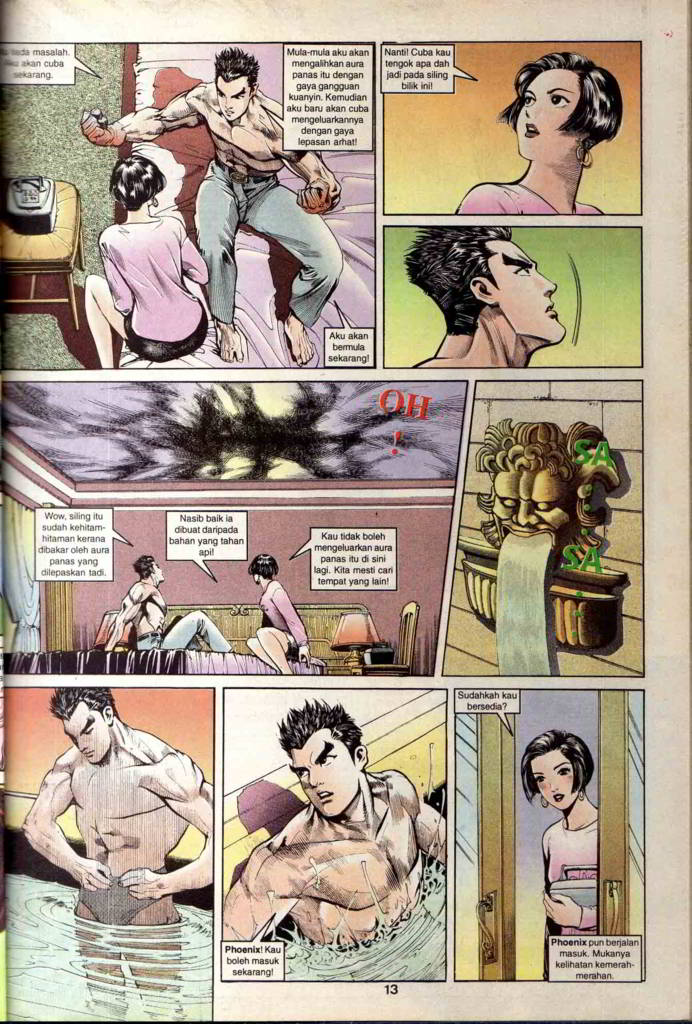 tiada masalah.
Aku akan cuba
sekarang.
Mula-mula aku akan
mengalihkan aura
panas itu dengan
gaya gangguan
kuanyin. Kemudian
aku baru akan cuba
mengeluarkannya
dengan gaya
lepasan arhat!
Aku akan
bermula
sekarang!
Nanti! Cuba kau
tengok apa dah
jadi pada siling
bilik ini!
OH
!
Wow, siling itu
sudah kehitam-
hitaman kerana
dibakar oleh aura
panas yang
dilepaskan tadi.
Nasib baik ia
dibuat daripada
bahan yang tahan
api!
Kau tidak boleh
mengeluarkan aura
panas itu di sini
lagi. Kita mesti cari
tempat yang lain!
SA
SA
Phoenix! Kau
boleh masuk
sekarang!
Sudahkah kau
bersedia?
Phoenix pun berjalan
masuk. Mukanya
kelihatan kemerah-
merahan.
13